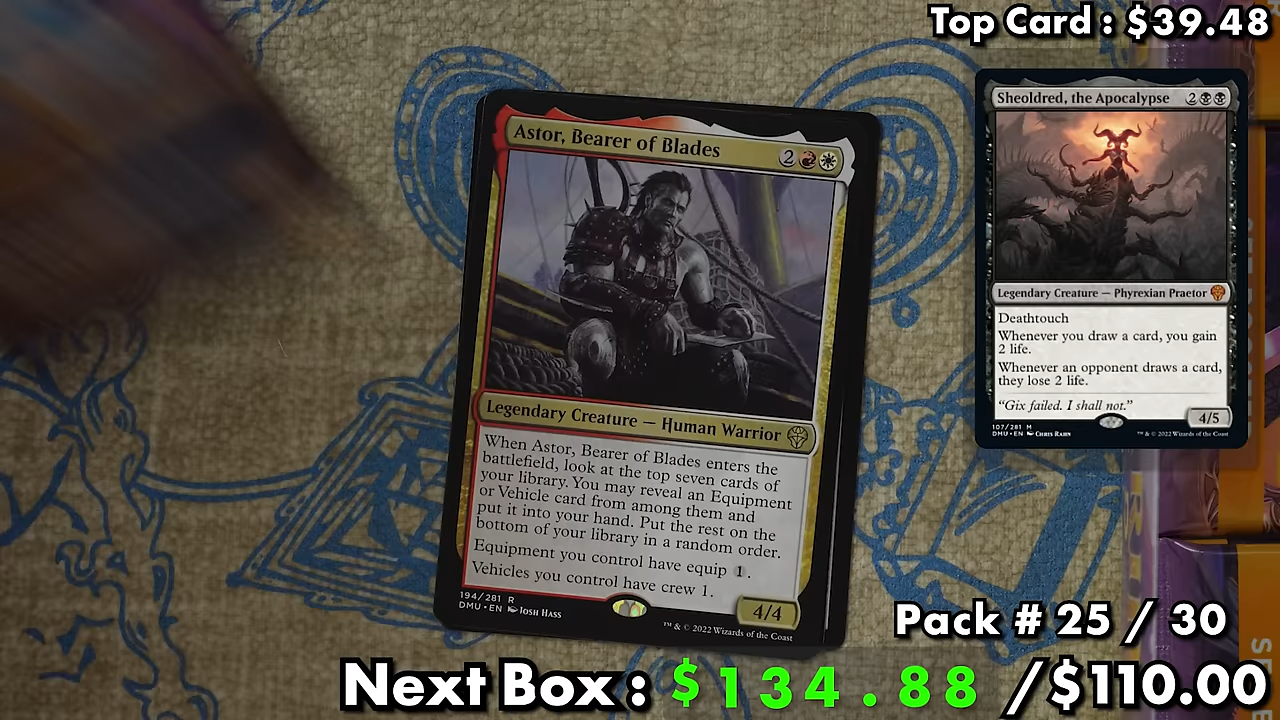 Top Card : $39.48
Sheoldred, the Apocalypse 2
Legendary Creature — Phyrexian Praetor
Deathtouch
Whenever you draw a card, you gain
2 life.
Whenever an opponent draws a card,
they lose 2 life.
“Gix failed. I shall not.”
4/5
107/281 M
DMU • EN Chris Rahn
™ & © 2022 Wizards of the Coast
Astor, Bearer of Blades 2
Legendary Creature — Human Warrior
When Astor, Bearer of Blades enters the
battlefield, look at the top seven cards of
your library. You may reveal an Equipment
or Vehicle card from among them and
put it into your hand. Put the rest on the
bottom of your library in a random order.
Equipment you control have equip 1.
Vehicles you control have crew 1.
4/4
194/281 R
DMU • EN Josh Hass
™ & © 2022 Wizards of the Coast
Pack # 25 / 30
Next Box : $134.88 /$110.00